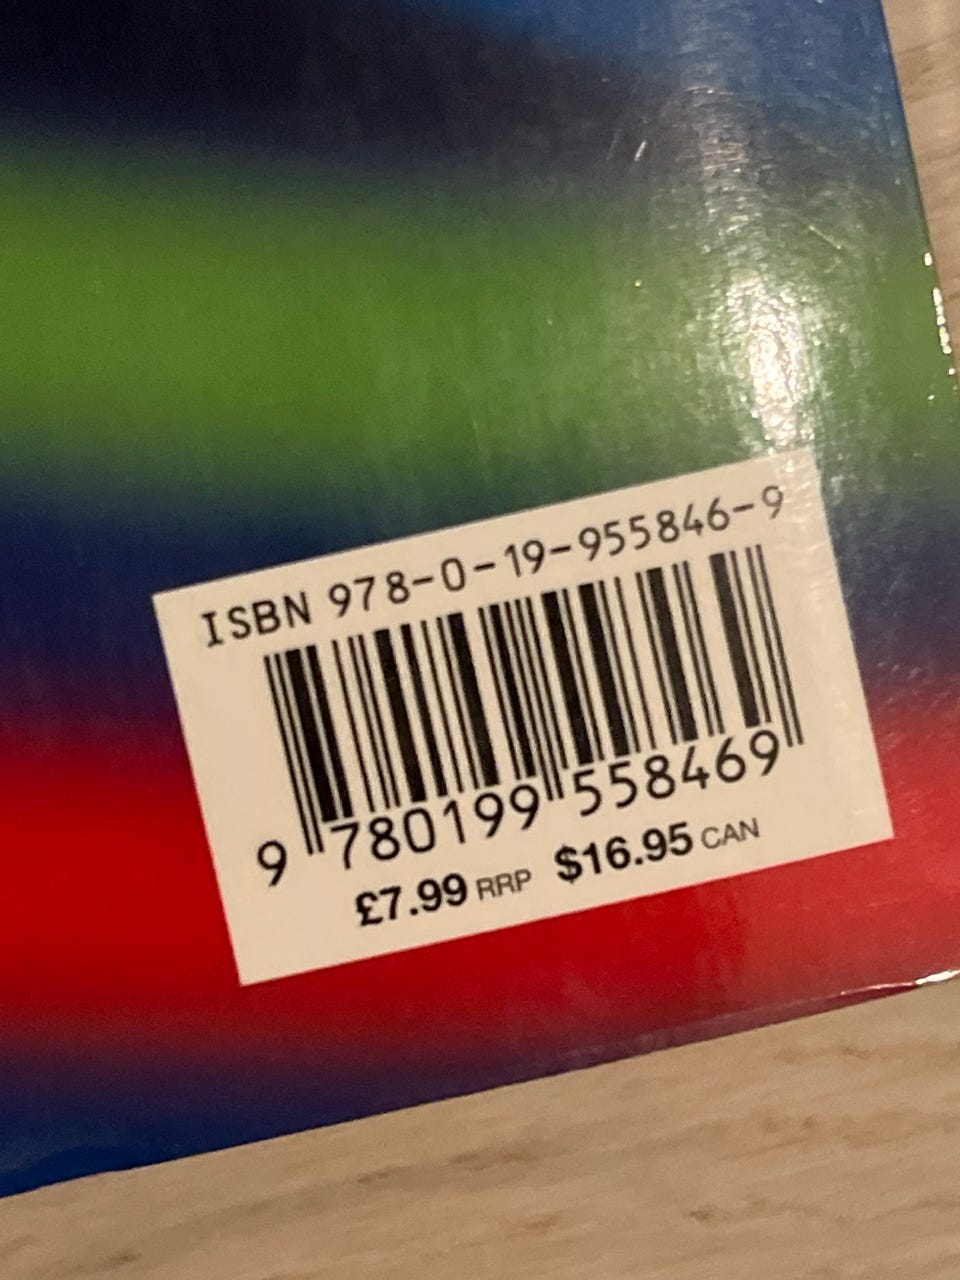 ISBN 978-0-19-955846-9
9 780199 558469
£7.99 RRP $16.95 CAN